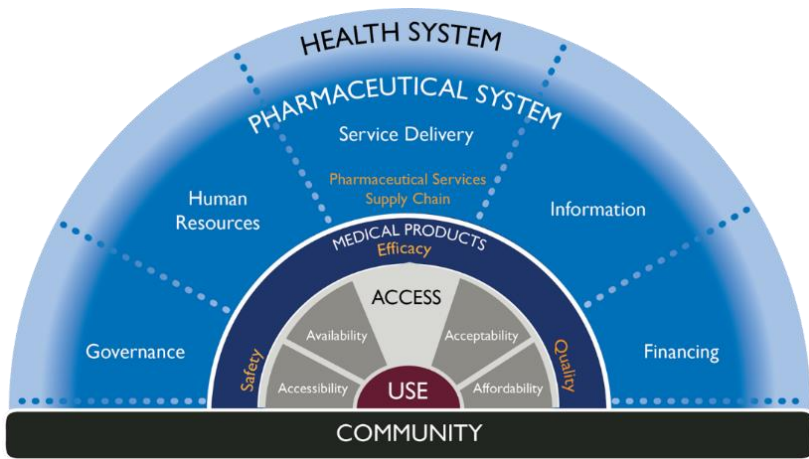 HEALTH SYSTEM
PHARMACEUTICAL SYSTEM
Service Delivery
Pharmaceutical Services
Supply Chain
Human
Resources
Information
Governance
Financing
MEDICAL PRODUCTS
Efficacy
Safety
Quality
ACCESS
Availability
Acceptability
Accessibility
Affordability
USE
COMMUNITY